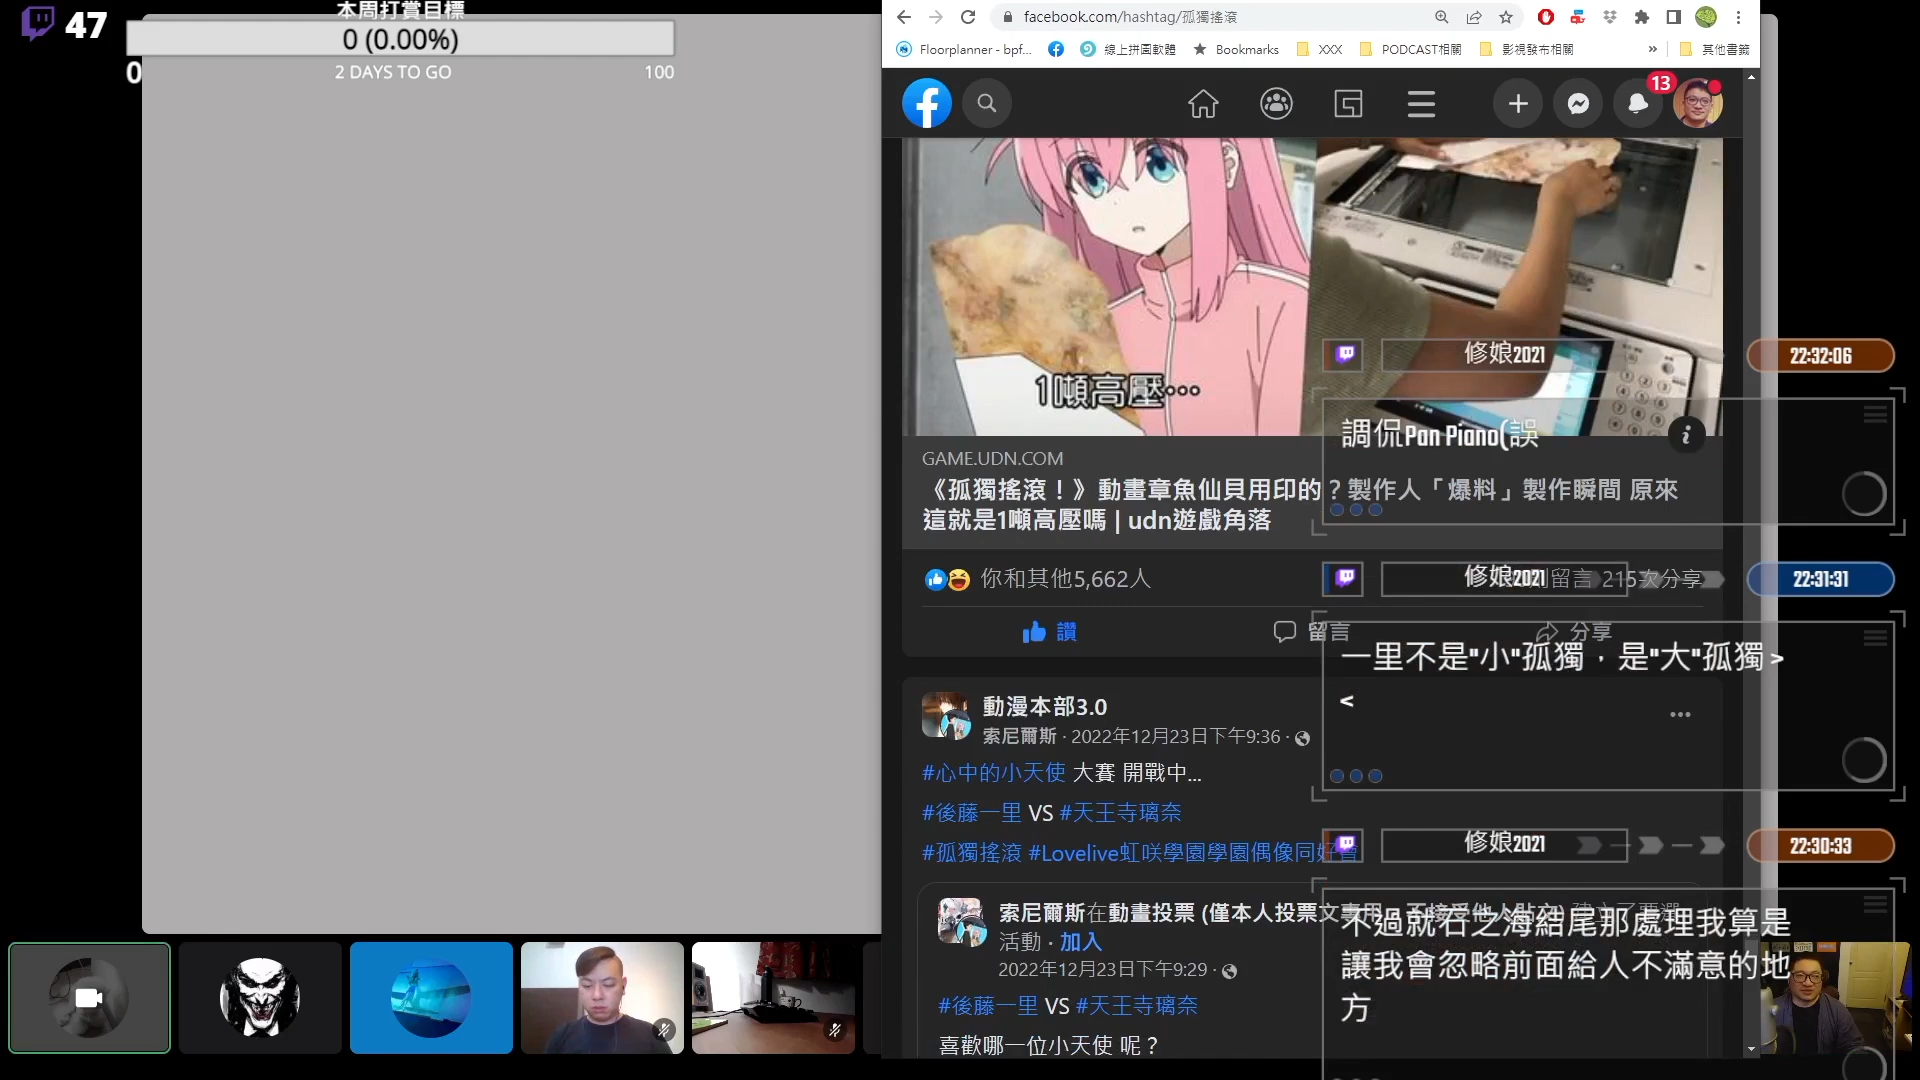 47
本周打賞目標
0 (0.00%)
0
2 DAYS TO GO
100
facebook.com/hashtag/孤獨搖滾
Floorplanner - bpf...
線上拼圖軟體
Bookmarks
XXX
PODCAST相關
影視發布相關
»
其他書籤
13
1噸高壓…
GAME.UDN.COM
《孤獨搖滾！》動畫章魚仙貝用印的？製作人「爆料」製作瞬間 原來
這就是1噸高壓嗎 | udn遊戲角落
你和其他5,662人
則留言 215次分享
讚
留言
分享
動漫本部3.0
索尼爾斯 · 2022年12月23日下午9:36 ·
#心中的小天使 大賽 開戰中...
#後藤一里 VS #天王寺璃奈
#孤獨搖滾 #Lovelive虹咲學園學園偶像同好會
索尼爾斯在動畫投票 (僅本人投票文專用
活動 · 加入
2022年12月23日下午9:29 ·
#後藤一里 VS #天王寺璃奈
喜歡哪一位小天使 呢？
修娘2021
22:32:06
調侃Pan Piano(誤
修娘2021
22:31:31
一里不是"小"孤獨，是"大"孤獨>
<
修娘2021
22:30:33
不過就石之海結尾那處理我算是
讓我會忽略前面給人不滿意的地
方